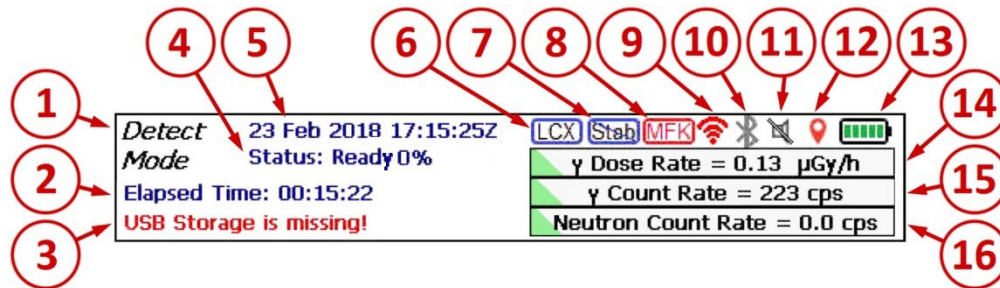 4 5 6 7 8 9 10 11 12 13
1
Detect 23 Feb 2018 17:15:25Z LCX Stab MFK
14
Mode Status: Ready 0% γ Dose Rate = 0.13 μGy/h
2
Elapsed Time: 00:15:22 γ Count Rate = 223 cps
15
USB Storage is missing! Neutron Count Rate = 0.0 cps
3 16